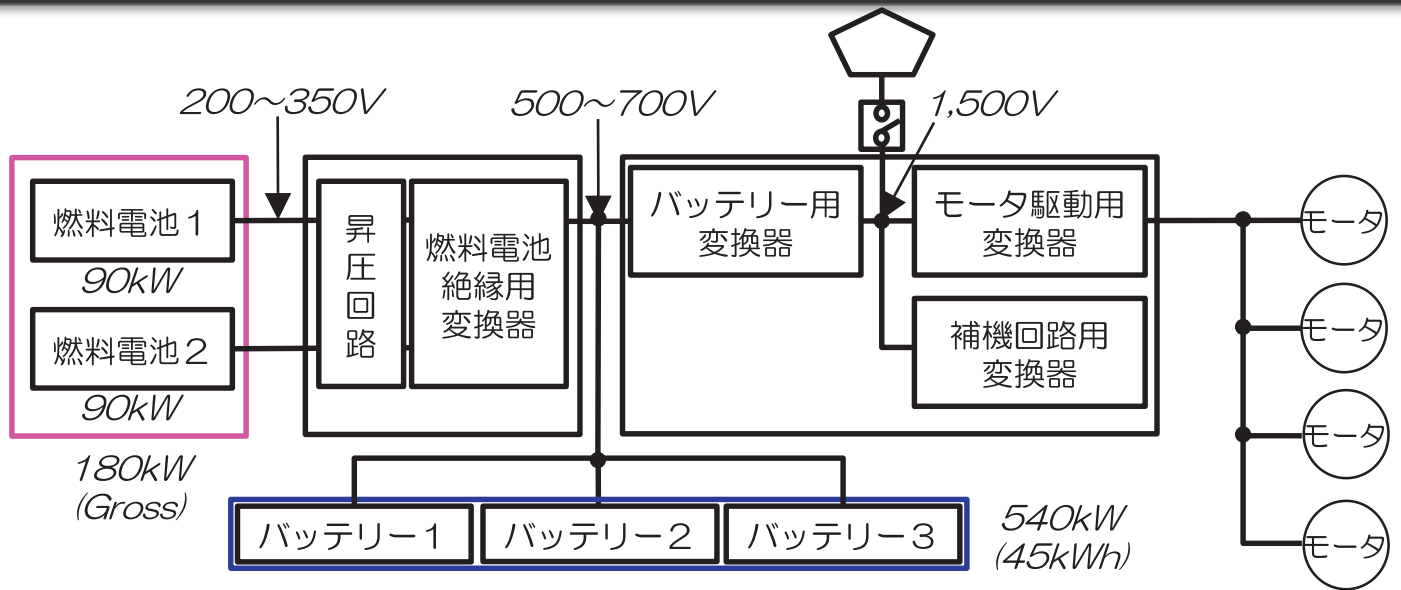 200～350V
500～700V
1,500V
燃料電池1
90kW
燃料電池2
90kW
180kW
(Gross)
昇
圧
回
路
燃料電池
絶縁用
変換器
バッテリー用
変換器
モータ駆動用
変換器
補機回路用
変換器
モータ
モータ
モータ
モータ
バッテリー1
バッテリー2
バッテリー3
540kW
(45kWh)